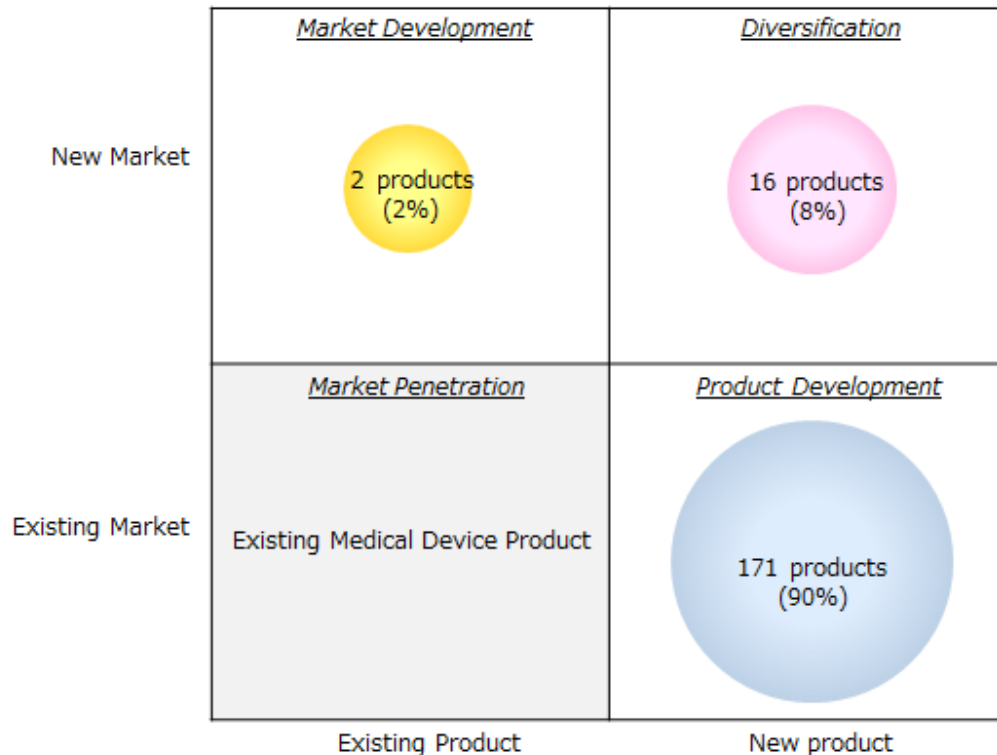 Market Development
Diversification
New Market
2 products
(2%)
16 products
(8%)
Market Penetration
Product Development
Existing Market
Existing Medical Device Product
171 products
(90%)
Existing Product
New product